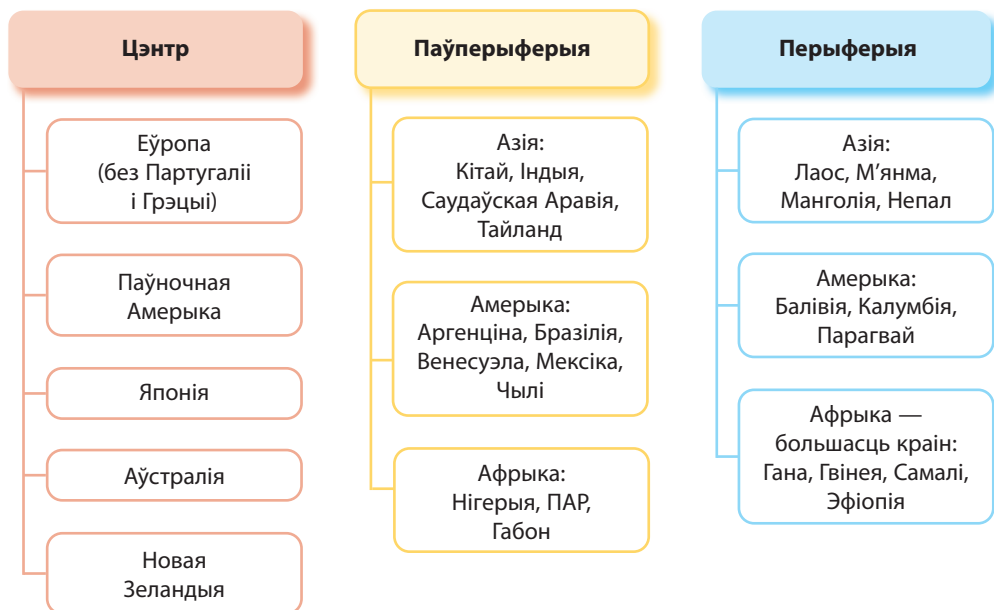 Цэнтр
Еўропа
(без Партугаліі
і Грэцыі)
Паўночная
Амерыка
Японія
Аўстралія
Новая
Зеландыя
Паўперыферыя
Азія:
Кітай, Індыя,
Саудаўская Аравія,
Тайланд
Амерыка:
Аргенціна, Бразілія,
Венесуэла, Мексіка,
Чылі
Афрыка:
Нігерыя, ПАР,
Габон
Перыферыя
Азія:
Лаос, М’янма,
Манголія, Непал
Амерыка:
Балівія, Калумбія,
Парагвай
Афрыка —
большасць краін:
Гана, Гвінея, Самалі,
Эфіопія